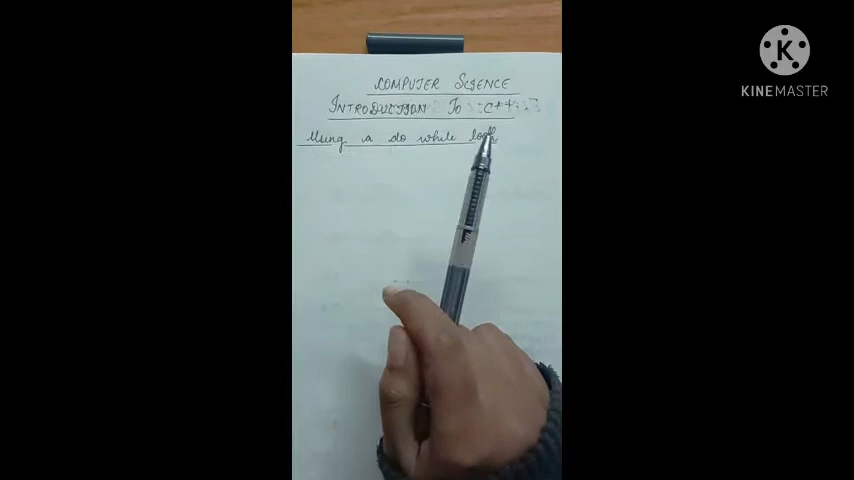 COMPUTER SCIENCE
INTRODUCTION TO C++
Using a do while loop
K
KINEMASTER